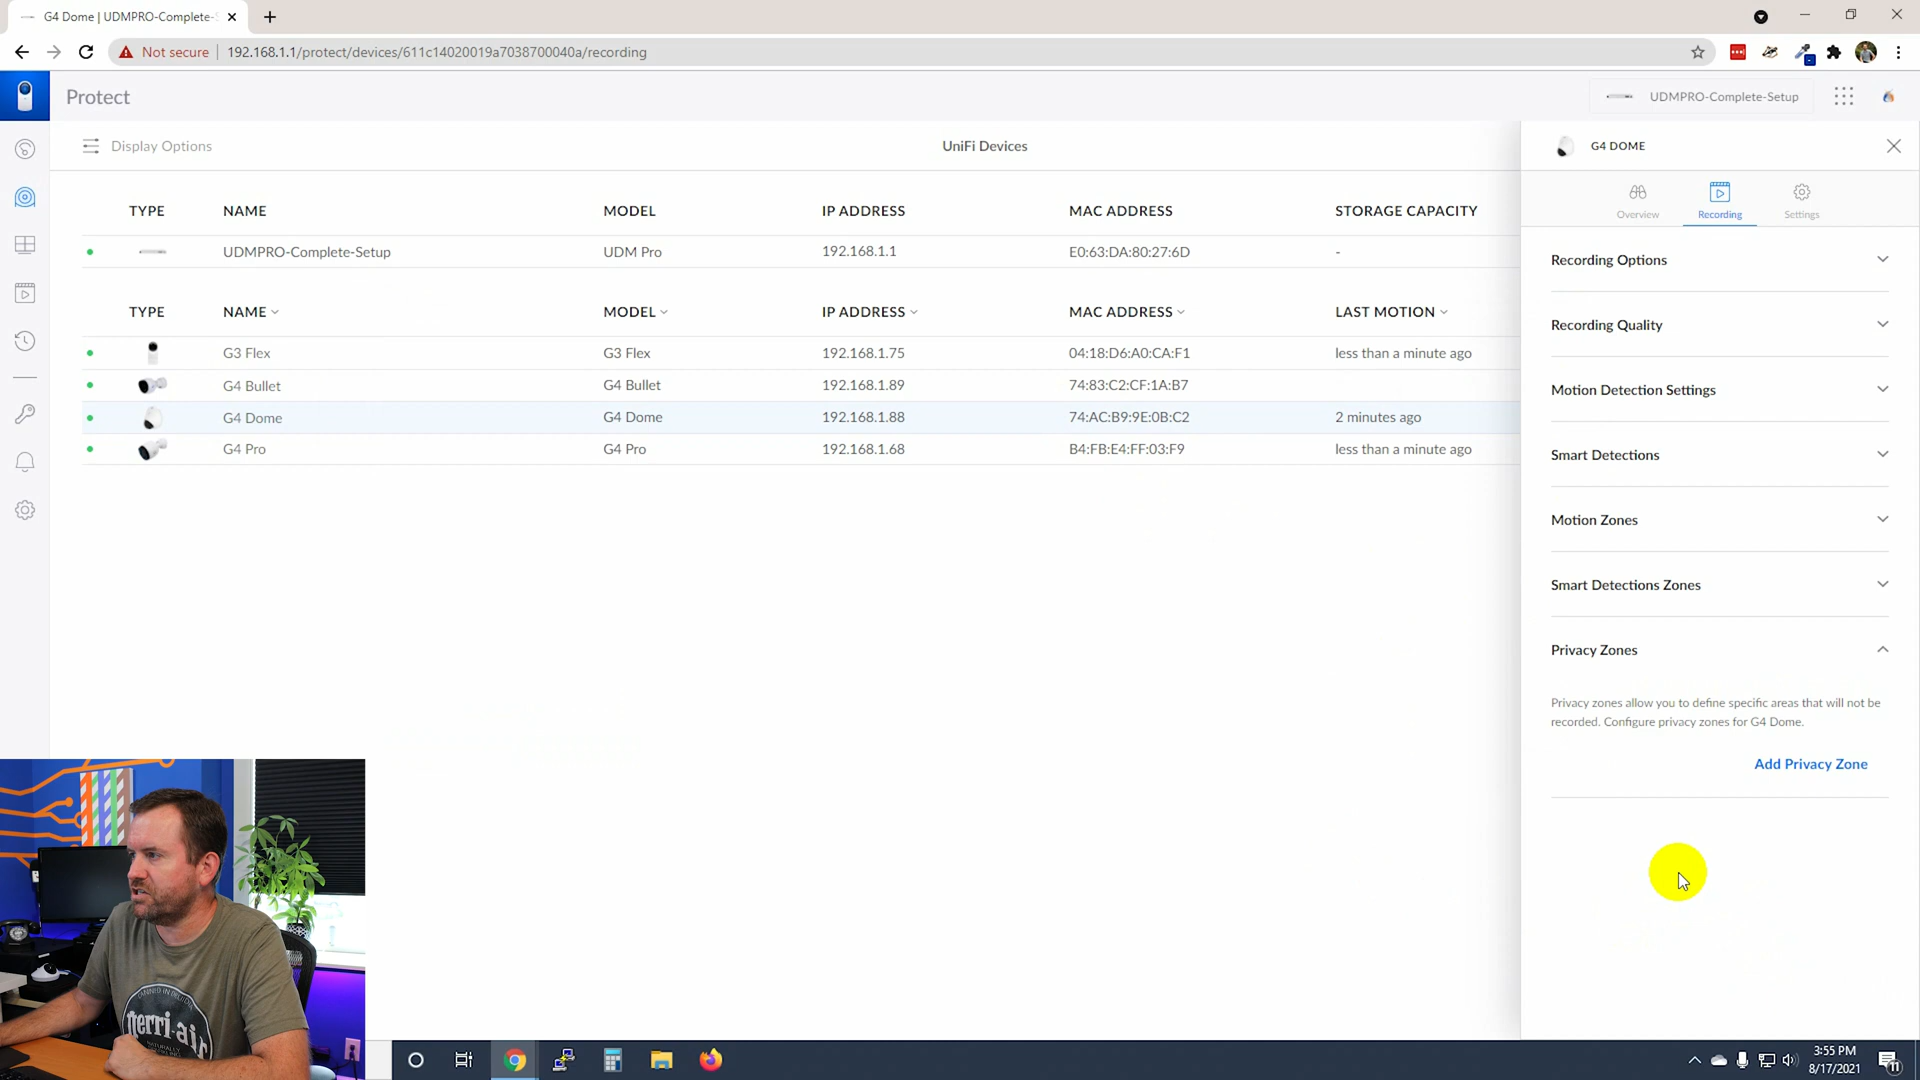 G4 Dome | UDMPRO-Complete-S
Not secure
192.168.1.1/protect/devices/611c14020019a7038700040a/recording
Protect
UDMPRO-Complete-Setup
Display Options
UniFi Devices
G4 DOME
TYPE NAME MODEL IP ADDRESS MAC ADDRESS STORAGE CAPACITY
UDMPRO-Complete-Setup UDM Pro 192.168.1.1 E0:63:DA:80:27:6D -
TYPE NAME MODEL IP ADDRESS MAC ADDRESS LAST MOTION
G3 Flex G3 Flex 192.168.1.75 04:18:D6:A0:CA:F1 less than a minute ago
G4 Bullet G4 Bullet 192.168.1.89 74:83:C2:CF:1A:B7
G4 Dome G4 Dome 192.168.1.88 74:AC:B9:9E:0B:C2 2 minutes ago
G4 Pro G4 Pro 192.168.1.68 B4:FB:E4:FF:03:F9 less than a minute ago
Overview Recording Settings
Recording Options
Recording Quality
Motion Detection Settings
Smart Detections
Motion Zones
Smart Detections Zones
Privacy Zones
Privacy zones allow you to define specific areas that will not be
recorded. Configure privacy zones for G4 Dome.
Add Privacy Zone
ferri-air
NATURALLY
3:55 PM
8/17/2021
11